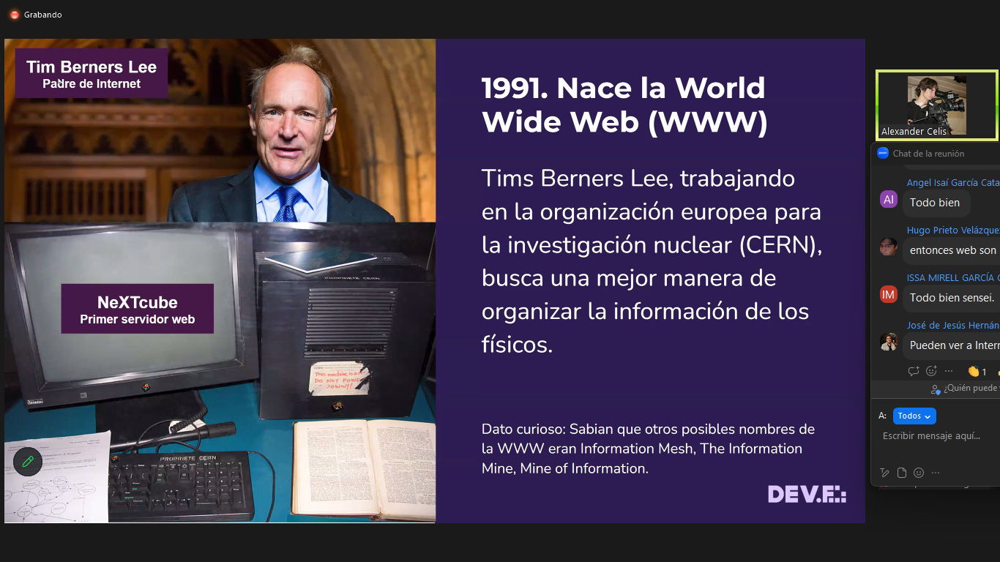 Grabando
Tim Berners Lee
Padre de Internet
NeXTcube
Primer servidor web
PROPRIETE CERN
This machine is a
DO NOT POWE
DOWN!!
PROPRIETE CERN
1991. Nace la World
Wide Web (WWW)
Tims Berners Lee, trabajando
en la organización europea para
la investigación nuclear (CERN),
busca una mejor manera de
organizar la información de los
físicos.
Dato curioso: Sabian que otros posibles nombres de
la WWW eran Information Mesh, The Information
Mine, Mine of Information.
DEV.F.:
Alexander Celis
zoom
Chat de la reunión
Angel Isaí García Cata
AI
Todo bien
Hugo Prieto Velázque
entonces web son
ISSA MIRELL GARCÍA
IM
Todo bien sensei.
José de Jesús Hernán
Pueden ver a Inter
1
¿Quién puede
A:
Todos
Escribir mensaje aquí...